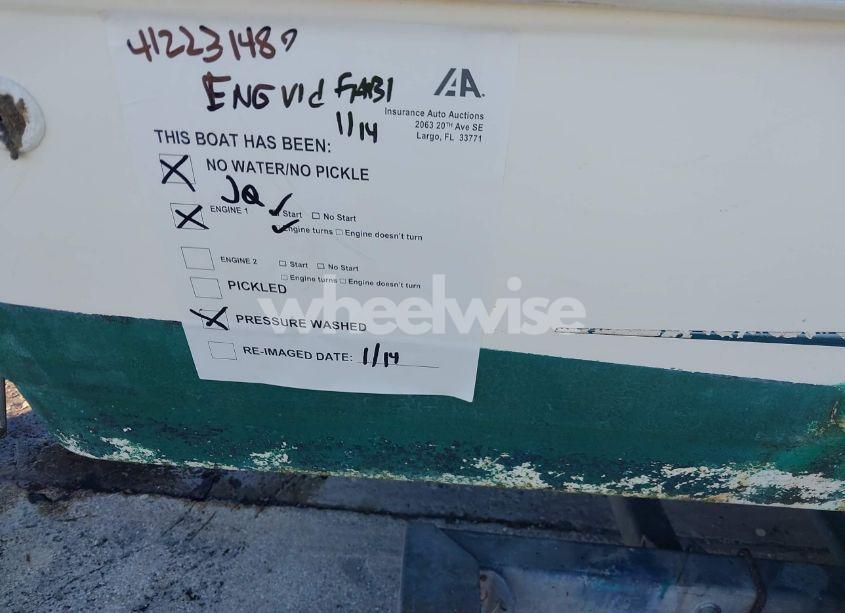 412231480
ENG Vid GABI
1/14
IAA.
Insurance Auto Auctions
2063 20TH Ave SE
Largo, FL 33771
THIS BOAT HAS BEEN:
NO WATER/NO PICKLE
JQ
ENGINE 1 Start No Start
Engine turns Engine doesn't turn
ENGINE 2 Start No Start
Engine turns Engine doesn't turn
PICKLED
wheelwise
PRESSURE WASHED
RE-IMAGED DATE: 1/14